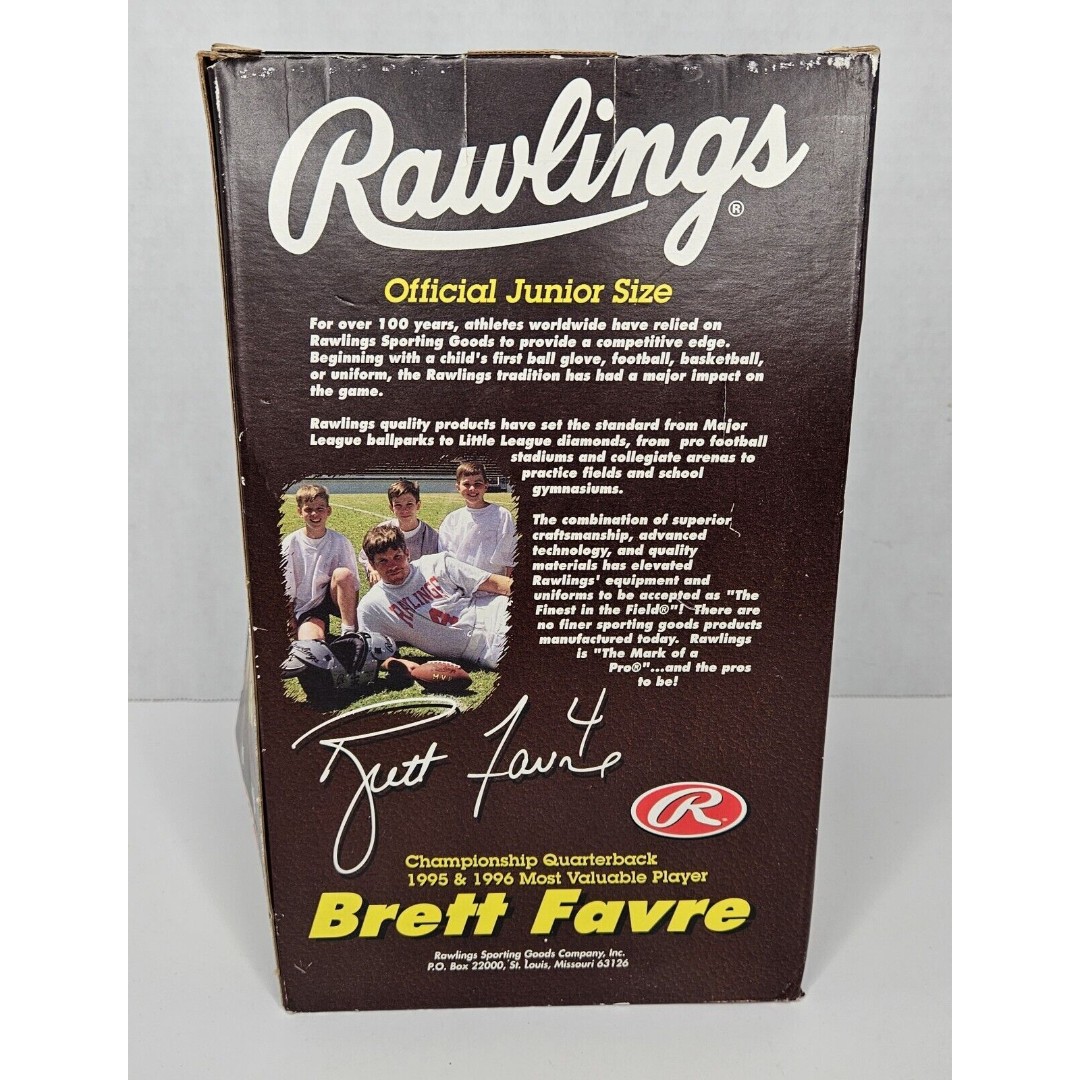 Rawlings®
Official Junior Size
For over 100 years, athletes worldwide have relied on
Rawlings Sporting Goods to provide a competitive edge.
Beginning with a child's first ball glove, football, basketball,
or uniform, the Rawlings tradition has had a major impact on
the game.
Rawlings quality products have set the standard from Major
League ballparks to Little League diamonds, from pro football
stadiums and collegiate arenas to
practice fields and school
gymnasiums.
The combination of superior
craftsmanship, advanced
technology, and quality
materials has elevated
Rawlings' equipment and
uniforms to be accepted as "The
Finest in the Field®"! There are
no finer sporting goods products
manufactured today. Rawlings
is "The Mark of a
Pro®"...and the pros
to be!
RAWLINGS
Brett Favre 4
R
Championship Quarterback
1995 & 1996 Most Valuable Player
Brett Favre
Rawlings Sporting Goods Company, Inc.
P.O. Box 22000, St. Louis, Missouri 63126